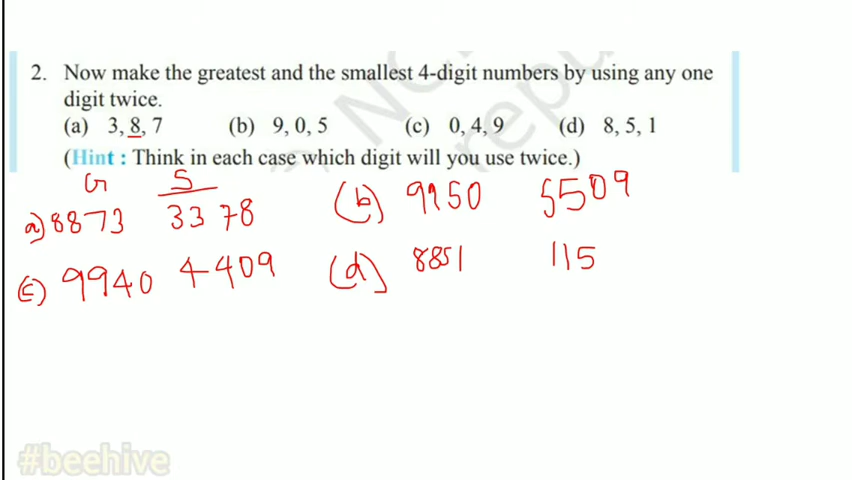 2. Now make the greatest and the smallest 4-digit numbers by using any one
digit twice.
(a) 3, 8, 7 (b) 9, 0, 5 (c) 0, 4, 9 (d) 8, 5, 1
(Hint : Think in each case which digit will you use twice.)
G S
a) 8873 3378 (b) 9950 5509
(c) 9940 4409 (d) 8851 115
#beehive